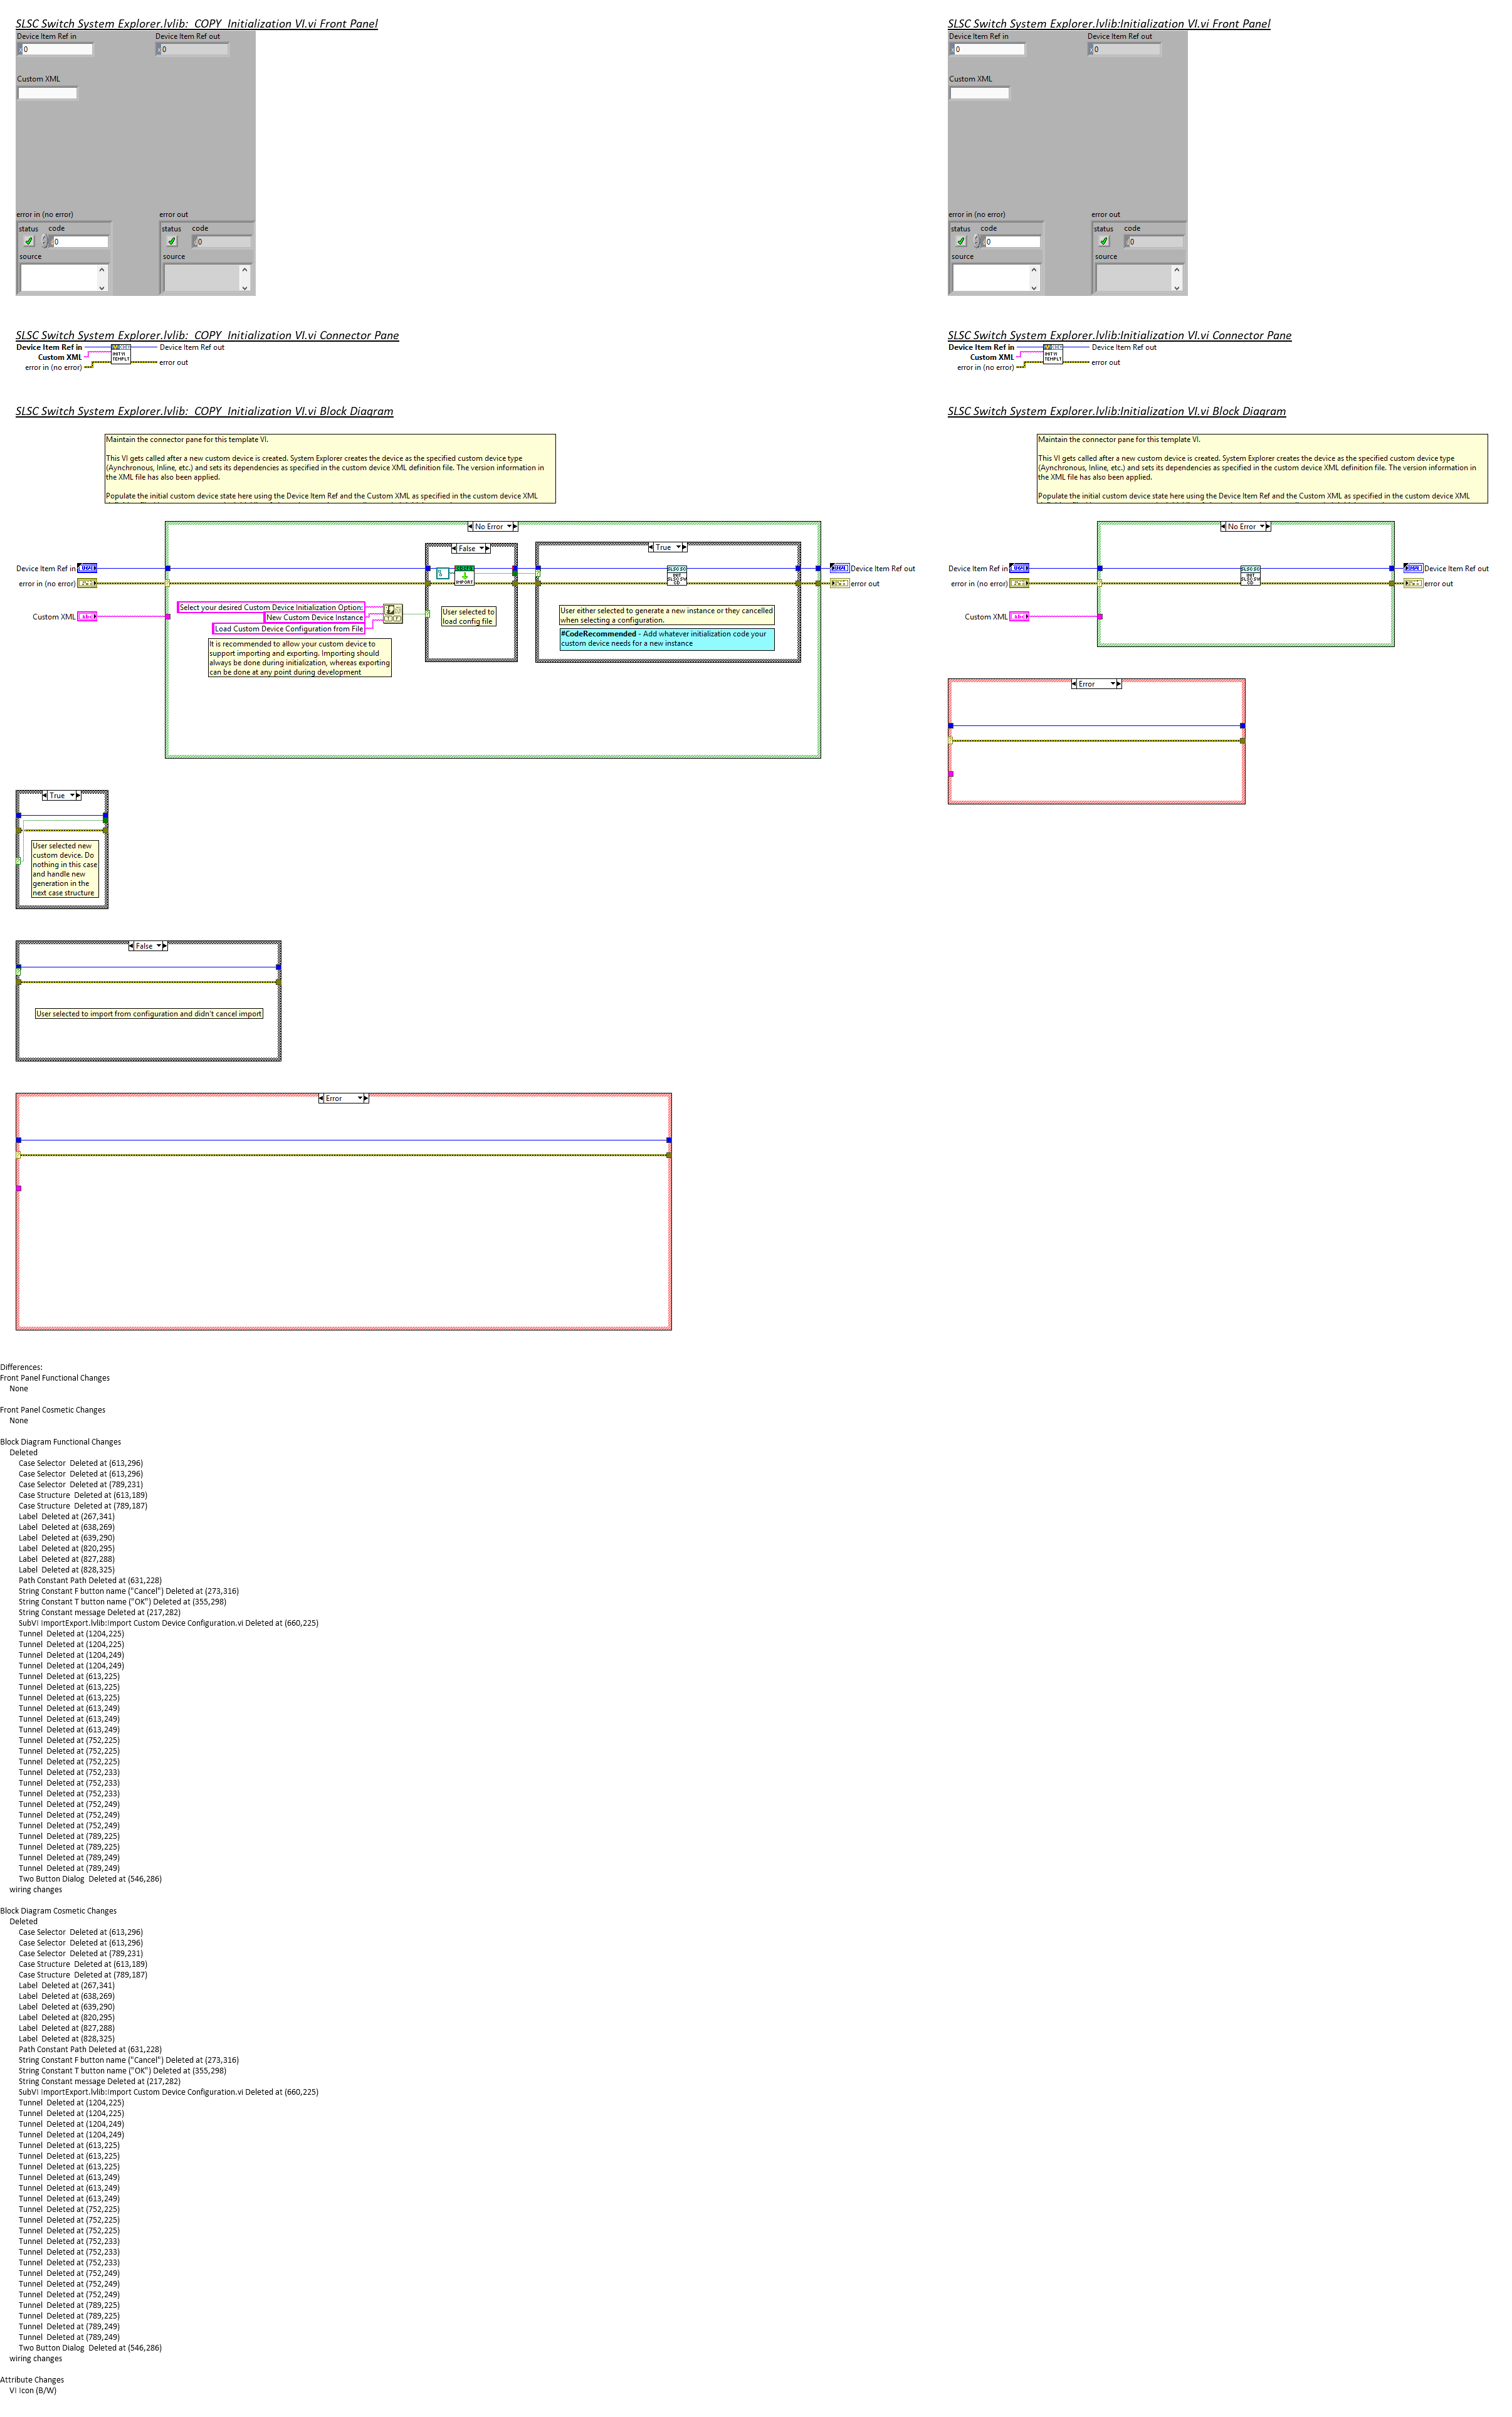 SLSC Switch System Explorer.lvlib:  COPY  Initialization VI.vi Front Panel
Device Item Ref in
Device Item Ref out
0
0
Custom XML
error in (no error)
error out
status
code
status
code
0
0
source
source
SLSC Switch System Explorer.lvlib:Initialization VI.vi Front Panel
Device Item Ref in
Device Item Ref out
0
0
Custom XML
error in (no error)
error out
status
code
status
code
0
0
source
source
SLSC Switch System Explorer.lvlib:  COPY  Initialization VI.vi Connector Pane
Device Item Ref in
Device Item Ref out
Custom XML
error in (no error)
error out
INIT VI
TEMPLT
SLSC Switch System Explorer.lvlib:Initialization VI.vi Connector Pane
Device Item Ref in
Device Item Ref out
Custom XML
error in (no error)
error out
INIT VI
TEMPLT
SLSC Switch System Explorer.lvlib:  COPY  Initialization VI.vi Block Diagram
Maintain the connector pane for this template VI.
This VI gets called after a new custom device is created. System Explorer creates the device as the specified custom device type
(Aynchronous, Inline, etc.) and sets its dependencies as specified in the custom device XML definition file. The version information in
the XML file has also been applied.
Populate the initial custom device state here using the Device Item Ref and the Custom XML as specified in the custom device XML
No Error
False
True
Device Item Ref in
error in (no error)
Custom XML
Device Item Ref out
error out
IMPORT
Select your desired Custom Device Initialization Option:
New Custom Device Instance
Load Custom Device Configuration from File
User selected to
load config file
User either selected to generate a new instance or they cancelled
when selecting a configuration.
#CodeRecommended - Add whatever initialization code your
custom device needs for a new instance
It is recommended to allow your custom device to
support importing and exporting. Importing should
always be done during initialization, whereas exporting
can be done at any point during development
True
User selected new
custom device. Do
nothing in this case
and handle new
generation in the
next case structure
False
User selected to import from configuration and didn't cancel import
Error
SLSC Switch System Explorer.lvlib:Initialization VI.vi Block Diagram
Maintain the connector pane for this template VI.
This VI gets called after a new custom device is created. System Explorer creates the device as the specified custom device type
(Aynchronous, Inline, etc.) and sets its dependencies as specified in the custom device XML definition file. The version information in
the XML file has also been applied.
Populate the initial custom device state here using the Device Item Ref and the Custom XML as specified in the custom device XML
No Error
Device Item Ref in
error in (no error)
Custom XML
Device Item Ref out
error out
Error
Differences:
Front Panel Functional Changes
None
Front Panel Cosmetic Changes
None
Block Diagram Functional Changes
Deleted
Case Selector  Deleted at (613,296)
Case Selector  Deleted at (613,296)
Case Selector  Deleted at (789,231)
Case Structure  Deleted at (613,189)
Case Structure  Deleted at (789,187)
Label  Deleted at (267,341)
Label  Deleted at (638,269)
Label  Deleted at (639,290)
Label  Deleted at (820,295)
Label  Deleted at (827,288)
Label  Deleted at (828,325)
Path Constant Path Deleted at (631,228)
String Constant F button name ("Cancel") Deleted at (273,316)
String Constant T button name ("OK") Deleted at (355,298)
String Constant message Deleted at (217,282)
SubVI ImportExport.lvlib:Import Custom Device Configuration.vi Deleted at (660,225)
Tunnel  Deleted at (1204,225)
Tunnel  Deleted at (1204,225)
Tunnel  Deleted at (1204,249)
Tunnel  Deleted at (1204,249)
Tunnel  Deleted at (613,225)
Tunnel  Deleted at (613,225)
Tunnel  Deleted at (613,225)
Tunnel  Deleted at (613,249)
Tunnel  Deleted at (613,249)
Tunnel  Deleted at (613,249)
Tunnel  Deleted at (752,225)
Tunnel  Deleted at (752,225)
Tunnel  Deleted at (752,225)
Tunnel  Deleted at (752,233)
Tunnel  Deleted at (752,233)
Tunnel  Deleted at (752,233)
Tunnel  Deleted at (752,249)
Tunnel  Deleted at (752,249)
Tunnel  Deleted at (752,249)
Tunnel  Deleted at (789,225)
Tunnel  Deleted at (789,225)
Tunnel  Deleted at (789,249)
Tunnel  Deleted at (789,249)
Two Button Dialog  Deleted at (546,286)
wiring changes
Block Diagram Cosmetic Changes
Deleted
Case Selector  Deleted at (613,296)
Case Selector  Deleted at (613,296)
Case Selector  Deleted at (789,231)
Case Structure  Deleted at (613,189)
Case Structure  Deleted at (789,187)
Label  Deleted at (267,341)
Label  Deleted at (638,269)
Label  Deleted at (639,290)
Label  Deleted at (820,295)
Label  Deleted at (827,288)
Label  Deleted at (828,325)
Path Constant Path Deleted at (631,228)
String Constant F button name ("Cancel") Deleted at (273,316)
String Constant T button name ("OK") Deleted at (355,298)
String Constant message Deleted at (217,282)
SubVI ImportExport.lvlib:Import Custom Device Configuration.vi Deleted at (660,225)
Tunnel  Deleted at (1204,225)
Tunnel  Deleted at (1204,225)
Tunnel  Deleted at (1204,249)
Tunnel  Deleted at (1204,249)
Tunnel  Deleted at (613,225)
Tunnel  Deleted at (613,225)
Tunnel  Deleted at (613,225)
Tunnel  Deleted at (613,249)
Tunnel  Deleted at (613,249)
Tunnel  Deleted at (613,249)
Tunnel  Deleted at (752,225)
Tunnel  Deleted at (752,225)
Tunnel  Deleted at (752,225)
Tunnel  Deleted at (752,233)
Tunnel  Deleted at (752,233)
Tunnel  Deleted at (752,233)
Tunnel  Deleted at (752,249)
Tunnel  Deleted at (752,249)
Tunnel  Deleted at (752,249)
Tunnel  Deleted at (789,225)
Tunnel  Deleted at (789,225)
Tunnel  Deleted at (789,249)
Tunnel  Deleted at (789,249)
Two Button Dialog  Deleted at (546,286)
wiring changes
Attribute Changes
VI Icon (B/W)